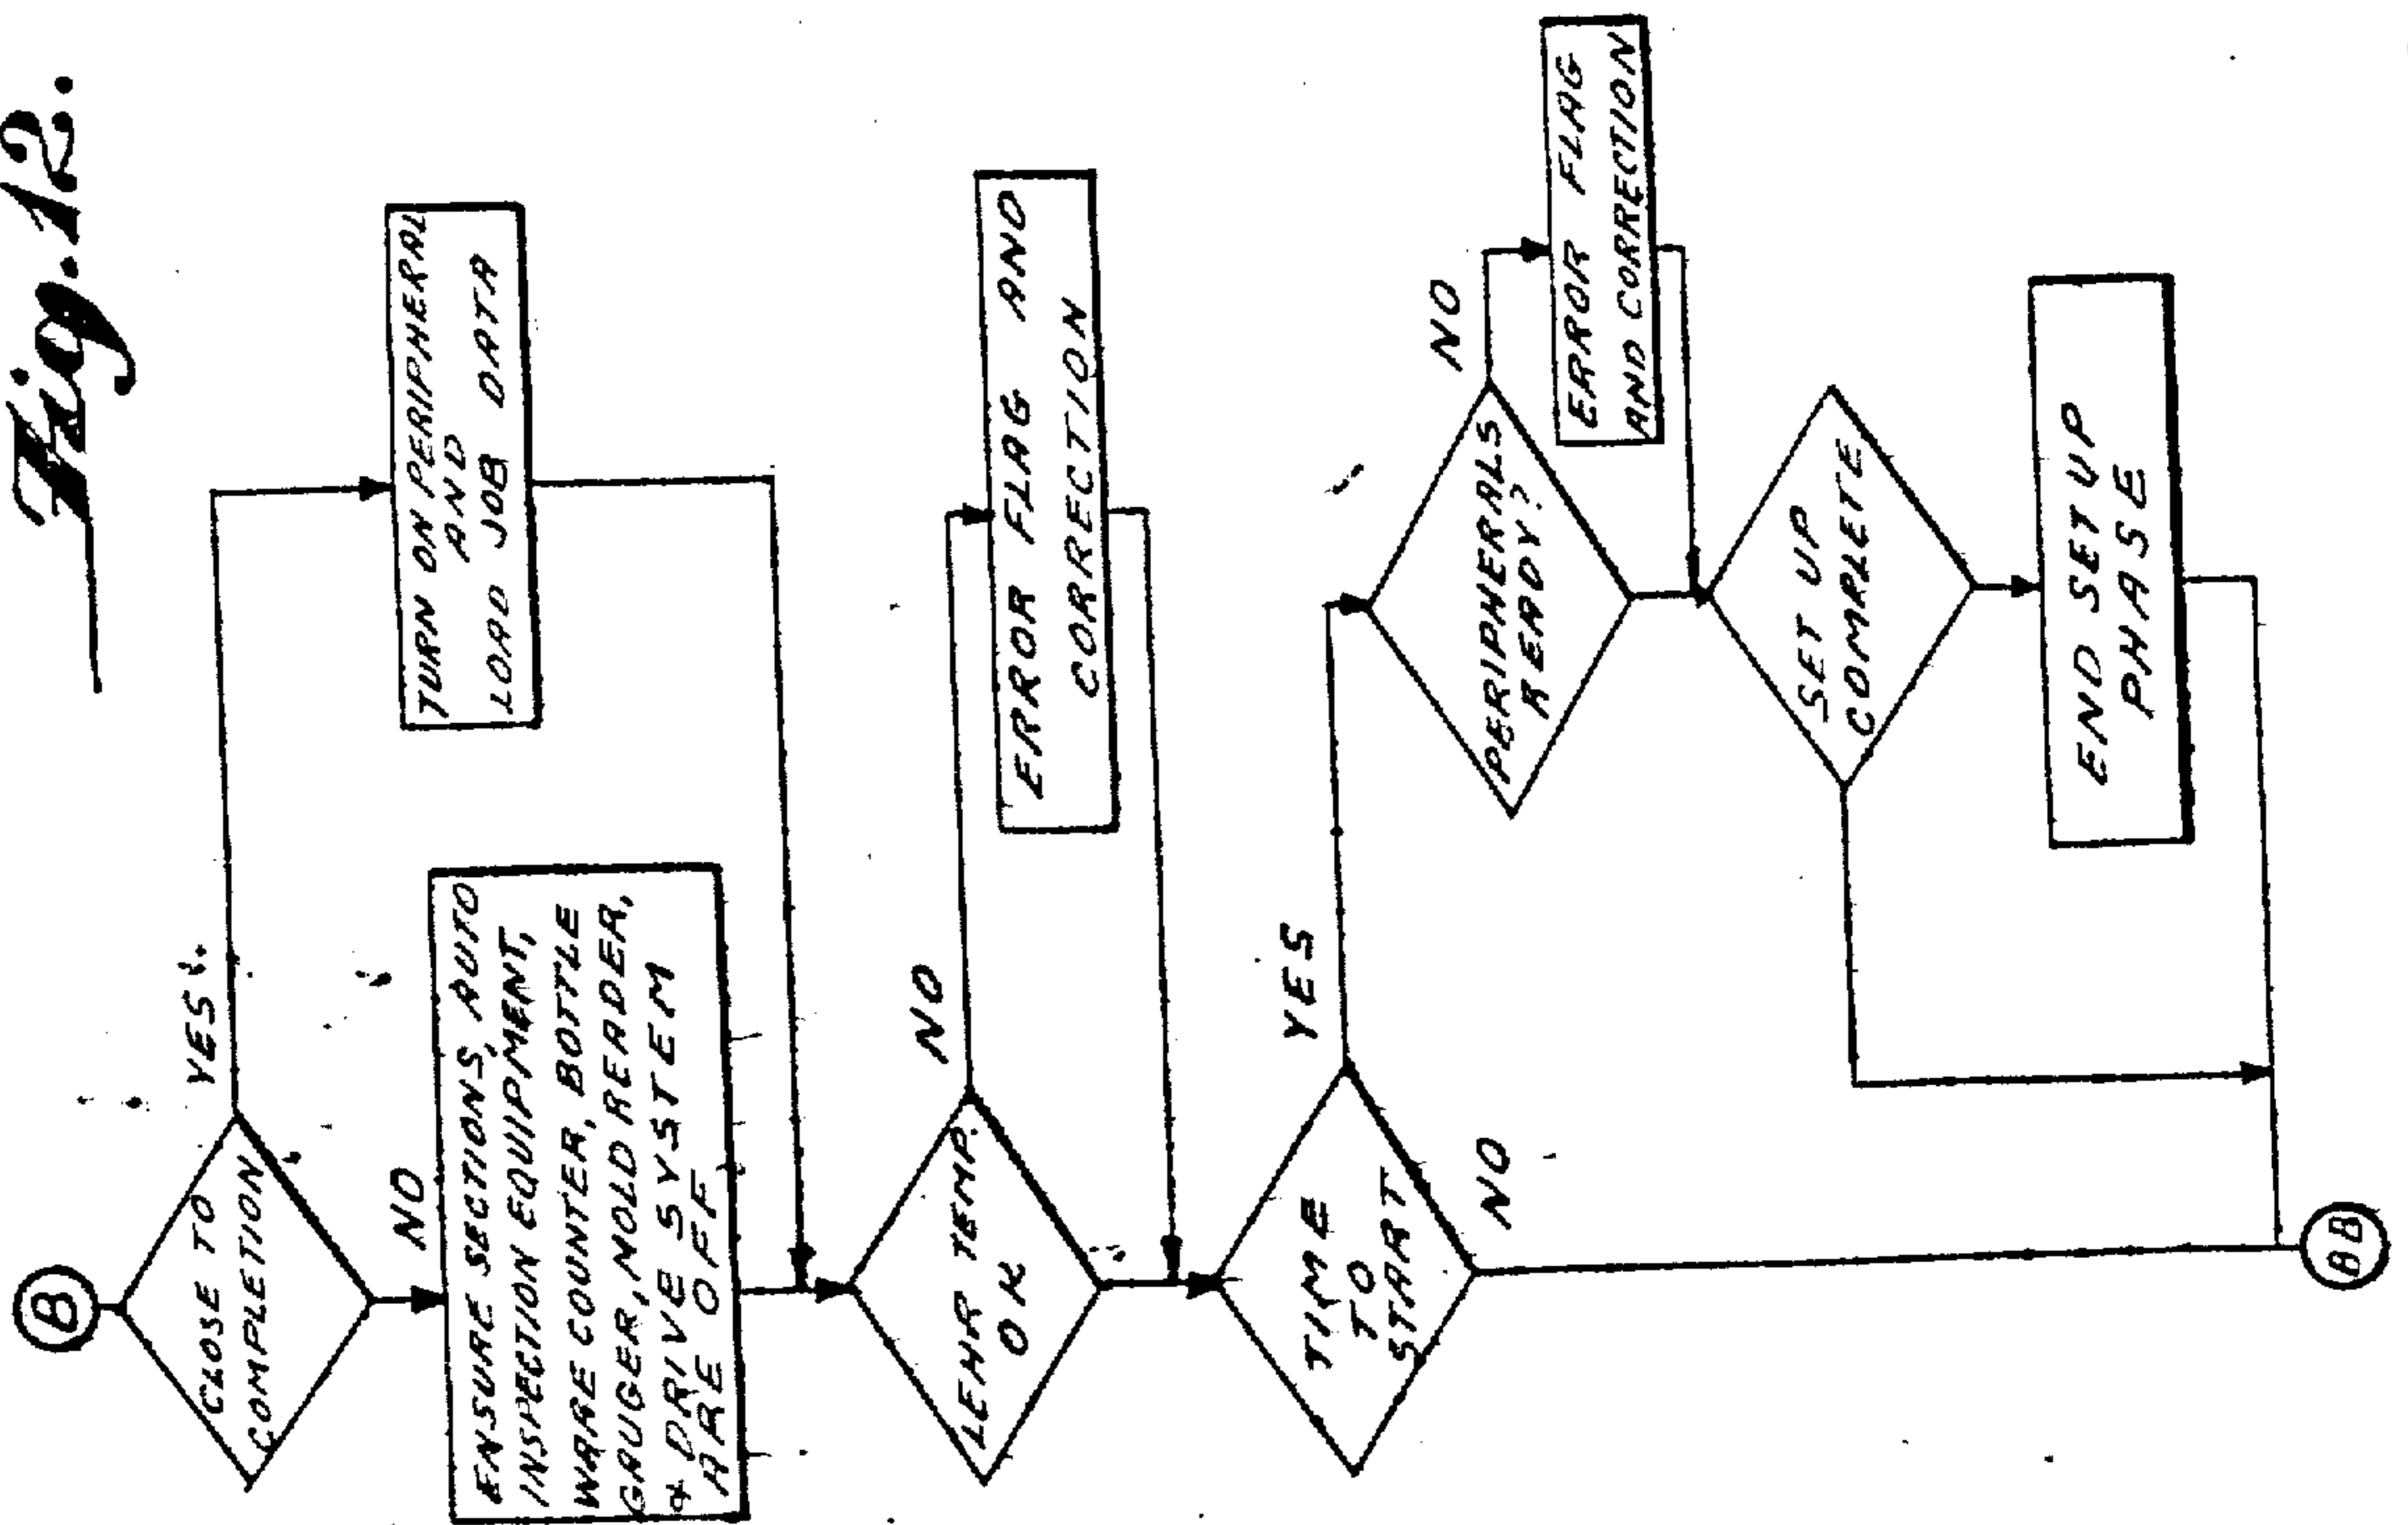 Fig. 12.
B
CLOSE TO
COMPLETION
YES
NO
TURN ON PERIPHERAL
AND
LOAD JOB DATA
ENSURE SECTIONS, AUTO
INSPECTION EQUIPMENT,
WARE COUNTER, BOTTLE
GAUGER, MOLD READER,
& DRIVE SYSTEM
ARE OFF
LEHR TEMP.
OK
NO
ERROR FLAG AND
CORRECTION
TIME
TO
START
YES
NO
PERIPHERALS
READY?
NO
ERROR FLAG
AND CORRECTION
SET UP
COMPLETE
END SET UP
PHASE